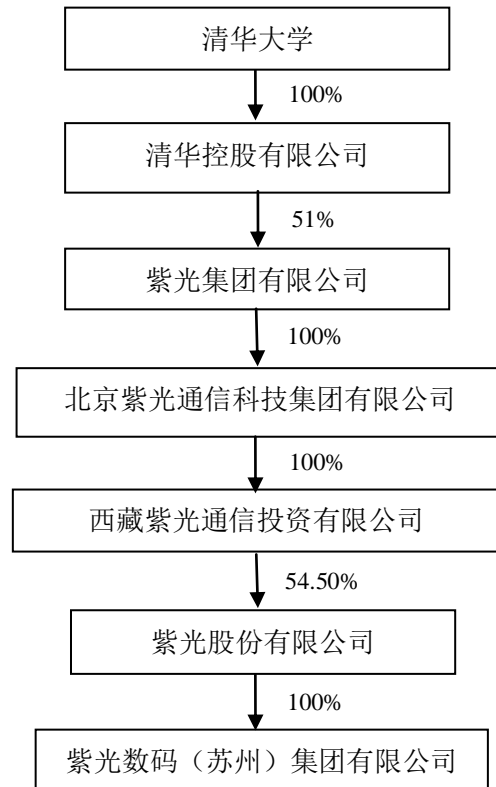 清华大学
100%
清华控股有限公司
51%
紫光集团有限公司
100%
北京紫光通信科技集团有限公司
100%
西藏紫光通信投资有限公司
54.50%
紫光股份有限公司
100%
紫光数码（苏州）集团有限公司